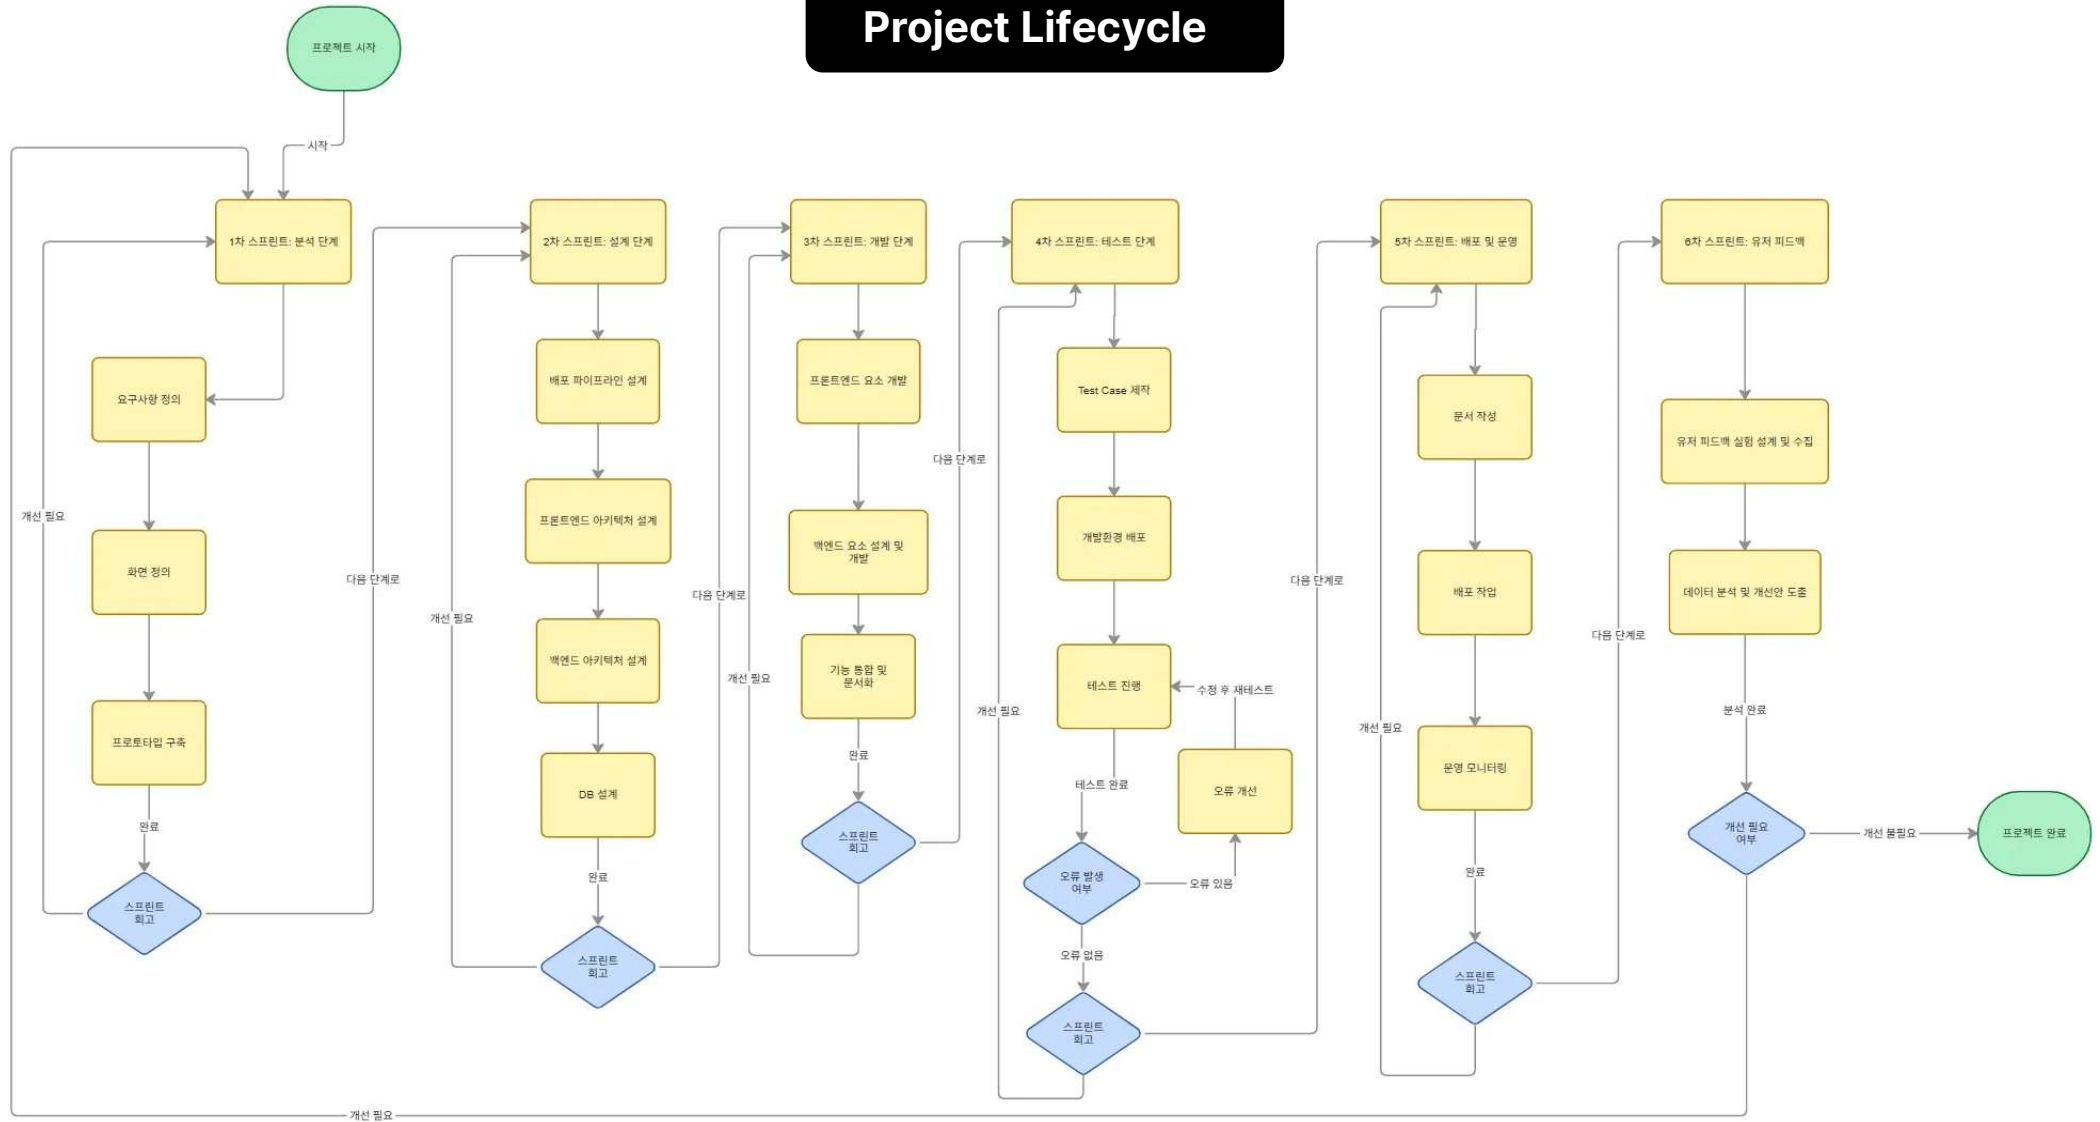 Project Lifecycle
프로젝트 시작
시작
1차 스프린트: 분석 단계
요구사항 정의
화면 정의
프로토타입 구축
완료
스프린트
회고
개선 필요
다음 단계로
2차 스프린트: 설계 단계
배포 파이프라인 설계
프론트엔드 아키텍처 설계
백엔드 아키텍처 설계
DB 설계
완료
스프린트
회고
개선 필요
다음 단계로
3차 스프린트: 개발 단계
프론트엔드 요소 개발
백엔드 요소 설계 및
개발
기능 통합 및
문서화
완료
스프린트
회고
개선 필요
다음 단계로
4차 스프린트: 테스트 단계
Test Case 제작
개발환경 배포
테스트 진행
수정 후 재테스트
테스트 완료
오류 개선
오류 발생
여부
오류 있음
오류 없음
스프린트
회고
개선 필요
다음 단계로
5차 스프린트: 배포 및 운영
문서 작성
배포 작업
운영 모니터링
완료
스프린트
회고
개선 필요
다음 단계로
6차 스프린트: 유저 피드백
유저 피드백 실험 설계 및 수집
데이터 분석 및 개선안 도출
분석 완료
개선 필요
여부
개선 불필요
프로젝트 완료
개선 필요